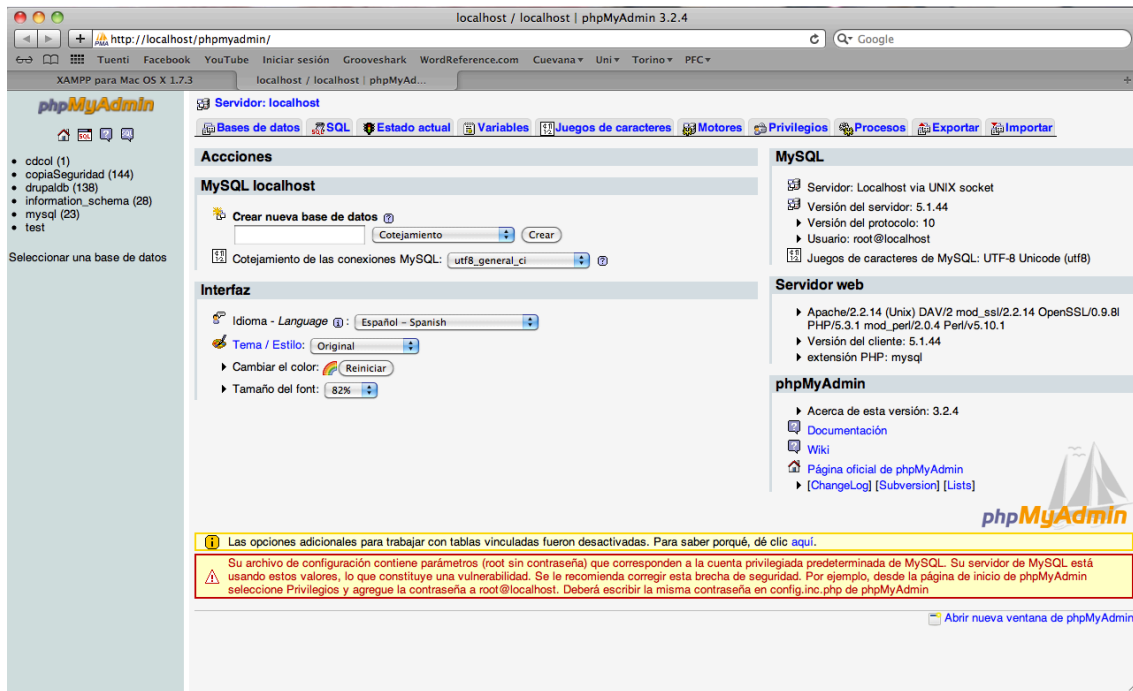 localhost / localhost | phpMyAdmin 3.2.4
http://localhost/phpmyadmin/
Google
Tuenti Facebook YouTube Iniciar sesión Grooveshark WordReference.com Cuevana Uni Torino PFC
XAMPP para Mac OS X 1.7.3
localhost / localhost | phpMyAd...
phpMyAdmin
cdcol (1)
copiaSeguridad (144)
drupaldb (138)
information_schema (28)
mysql (23)
test
Seleccionar una base de datos
Servidor: localhost
Bases de datos SQL Estado actual Variables Juegos de caracteres Motores Privilegios Procesos Exportar Importar
Accciones
MySQL localhost
Crear nueva base de datos
Cotejamiento Crear
Cotejamiento de las conexiones MySQL: utf8_general_ci
Interfaz
Idioma - Language : Español - Spanish
Tema / Estilo: Original
Cambiar el color: Reiniciar
Tamaño del font: 82%
MySQL
Servidor: Localhost via UNIX socket
Versión del servidor: 5.1.44
Versión del protocolo: 10
Usuario: root@localhost
Juegos de caracteres de MySQL: UTF-8 Unicode (utf8)
Servidor web
Apache/2.2.14 (Unix) DAV/2 mod_ssl/2.2.14 OpenSSL/0.9.8l
PHP/5.3.1 mod_perl/2.0.4 Perl/v5.10.1
Versión del cliente: 5.1.44
extensión PHP: mysql
phpMyAdmin
Acerca de esta versión: 3.2.4
Documentación
Wiki
Página oficial de phpMyAdmin
[ChangeLog] [Subversion] [Lists]
phpMyAdmin
Las opciones adicionales para trabajar con tablas vinculadas fueron desactivadas. Para saber porqué, dé clic aquí.
Su archivo de configuración contiene parámetros (root sin contraseña) que corresponden a la cuenta privilegiada predeterminada de MySQL. Su servidor de MySQL está
usando estos valores, lo que constituye una vulnerabilidad. Se le recomienda corregir esta brecha de seguridad. Por ejemplo, desde la página de inicio de phpMyAdmin
seleccione Privilegios y agregue la contraseña a root@localhost. Deberá escribir la misma contraseña en config.inc.php de phpMyAdmin
Abrir nueva ventana de phpMyAdmin